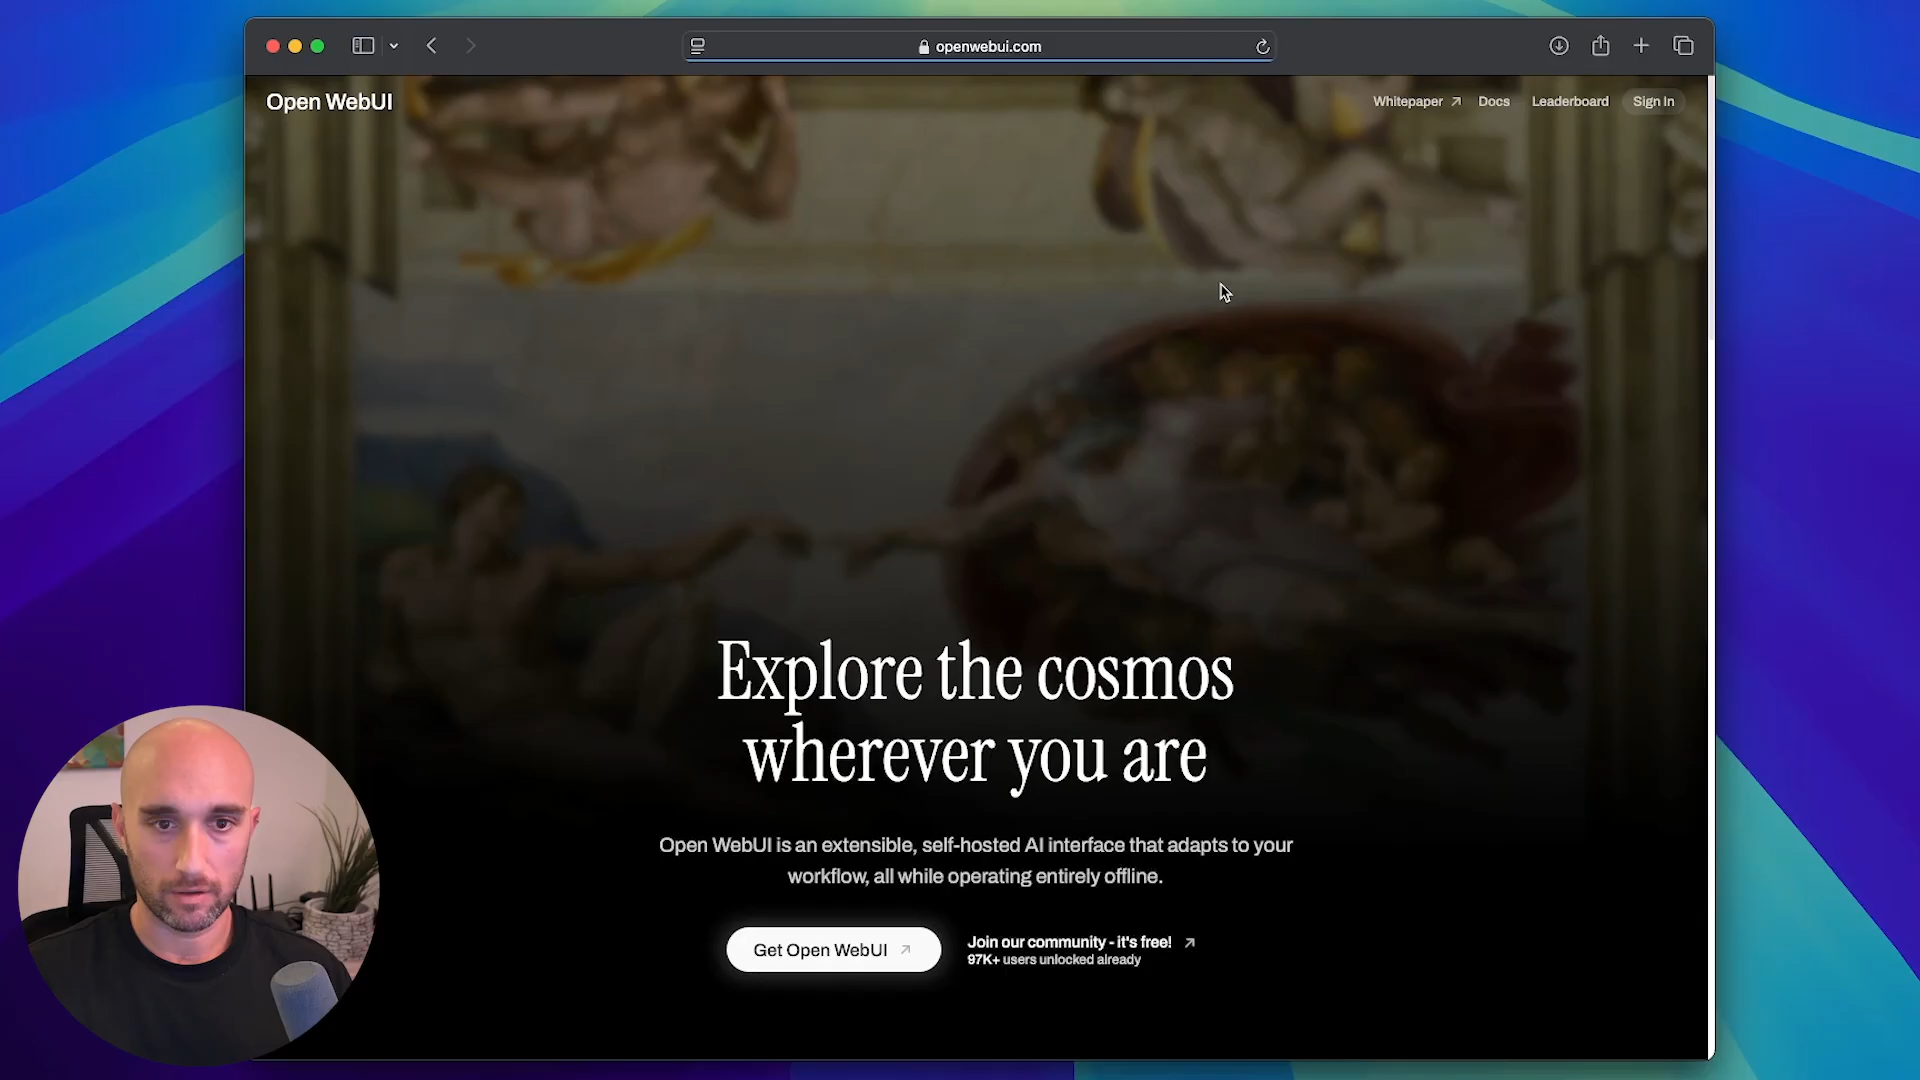 openwebui.com
Open WebUI
Whitepaper ↗ Docs Leaderboard Sign In
Explore the cosmos
wherever you are
Open WebUI is an extensible, self-hosted AI interface that adapts to your
workflow, all while operating entirely offline.
Get Open WebUI ↗
Join our community - it's free! ↗
97K+ users unlocked already